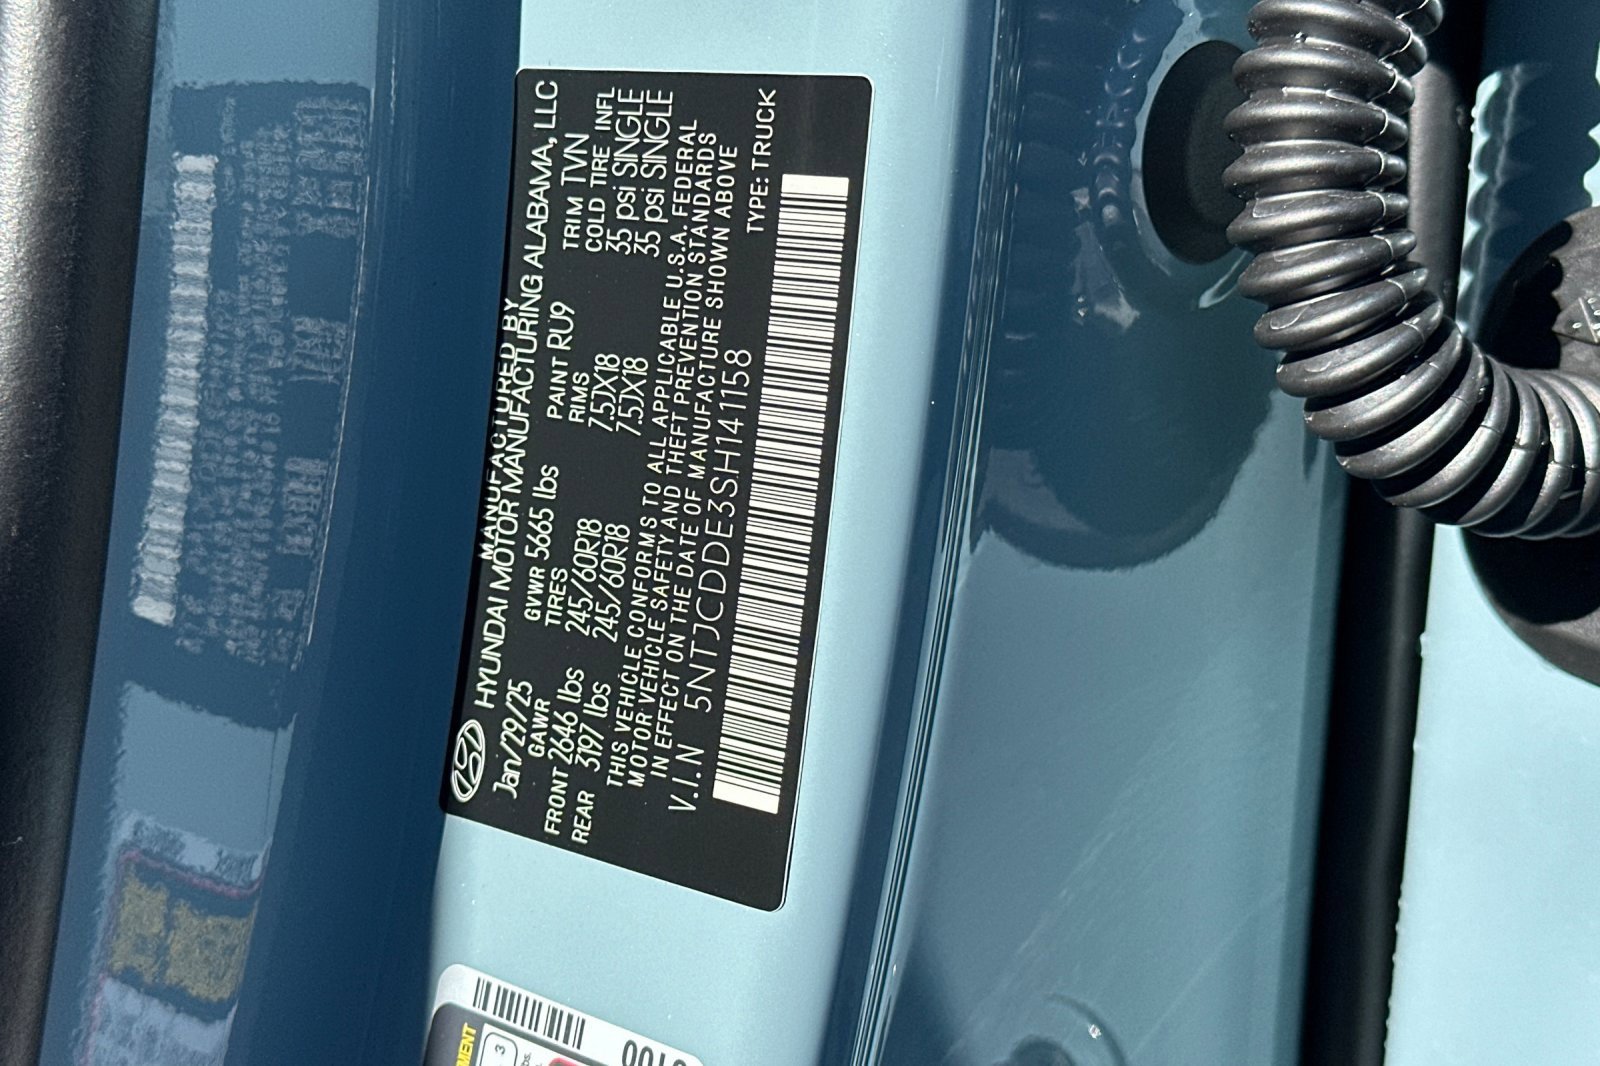 MANUFACTURED BY
HYUNDAI MOTOR MANUFACTURING ALABAMA, LLC
Jan/29/25 GVWR 5665 lbs PAINT RU9 TRIM TVN
GAWR TIRES RIMS COLD TIRE INFL
FRONT 2646 lbs 245/60R18 7.5JX18 35 psi SINGLE
REAR 3197 lbs 245/60R18 7.5JX18 35 psi SINGLE
THIS VEHICLE CONFORMS TO ALL APPLICABLE U.S.A. FEDERAL
MOTOR VEHICLE SAFETY AND THEFT PREVENTION STANDARDS
IN EFFECT ON THE DATE OF MANUFACTURE SHOWN ABOVE
V.I.N 5NTJCDDE3SH141158 TYPE: TRUCK
3